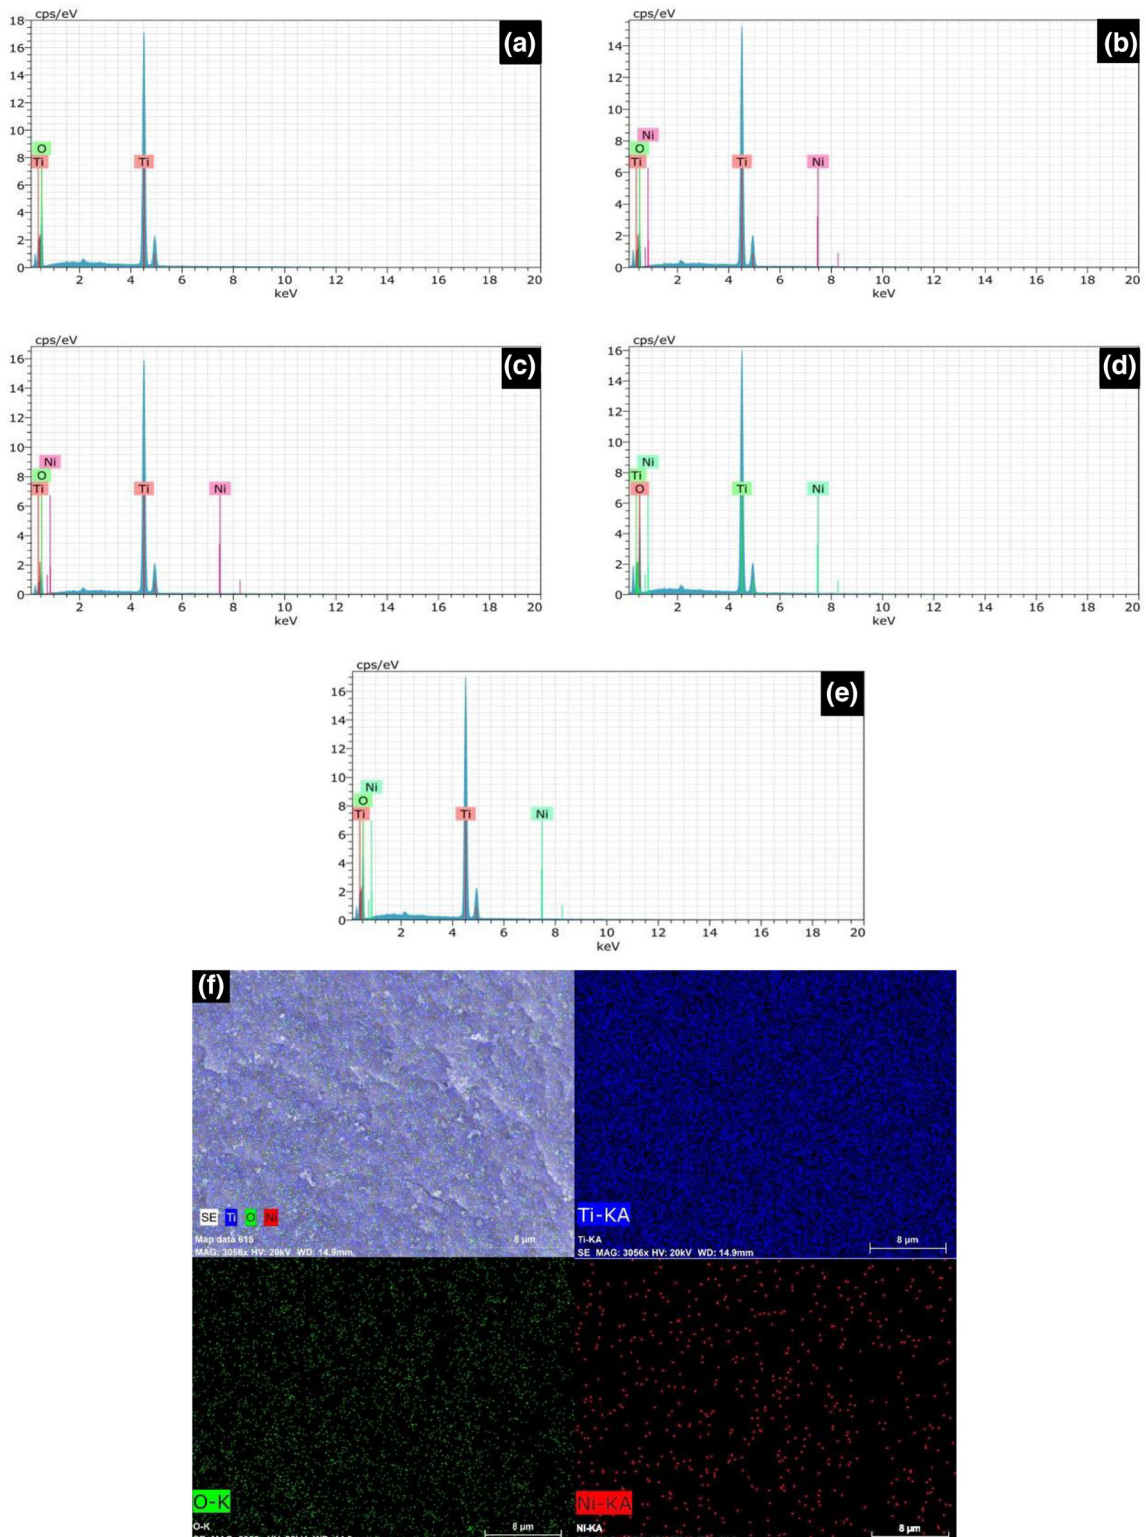 cps/eV
18
(a)
16
14
12
10
O
8
Ti Ti
6
4
2
0
2 4 6 8 10 12 14 16 18 20
keV
cps/eV
(b)
14
12
10
Ni
8
O
Ti Ti Ni
6
4
2
0
2 4 6 8 10 12 14 16 18 20
keV
cps/eV
16
(c)
14
12
10
Ni
8
O
Ti Ti Ni
6
4
2
0
2 4 6 8 10 12 14 16 18 20
keV
cps/eV
16
(d)
14
12
10
Ni
8
Ti
O Ti Ni
6
4
2
0
2 4 6 8 10 12 14 16 18 20
keV
cps/eV
16
(e)
14
12
10
Ni
O
8
Ti Ti Ni
6
4
2
0
2 4 6 8 10 12 14 16 18 20
keV
(f)
SE Ti O Ni
Map data 615
8 µm
MAG: 3056x HV: 20kV WD: 14.9mm
Ti-KA
Ti-KA
8 µm
SE MAG: 3056x HV: 20kV WD: 14.9mm
O-K
O-K
8 µm
Ni-KA
NI-KA
8 µm